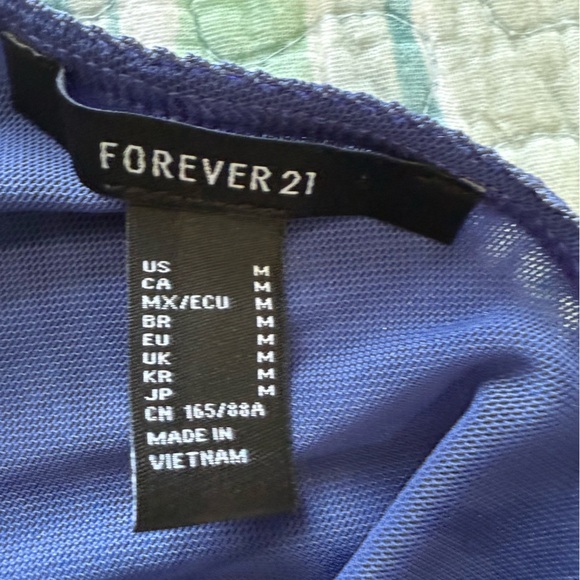 FOREVER 21
US M
CA M
MX/ECU M
BR M
EU M
UK M
KR M
JP M
CN 165/88A
MADE IN
VIETNAM